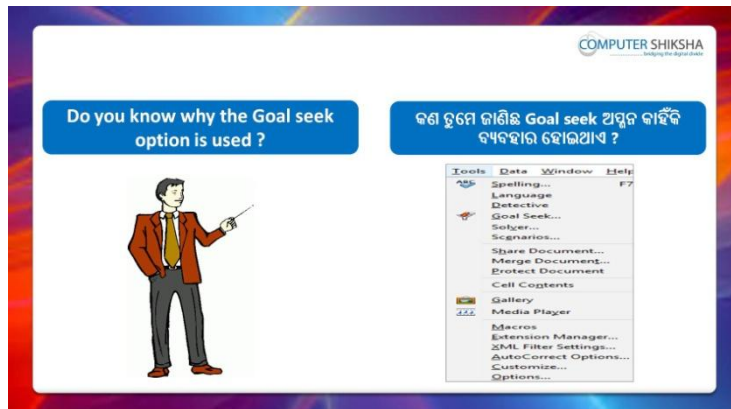 COMPUTER SHIKSHA
Bridging the digital divide
Do you know why the Goal seek
option is used ?
କଣ ତୁମେ ଜାଣିଛ Goal seek ଅପ୍ସନ କାହିଁକି
ବ୍ୟବହାର ହୋଇଥାଏ ?
Tools Data Window Help
Spelling... F7
Language
Detective
Goal Seek...
Solver...
Scenarios...
Share Document...
Merge Document...
Protect Document
Cell Contents
Gallery
Media Player
Macros
Extension Manager...
XML Filter Settings...
AutoCorrect Options...
Customize...
Options...